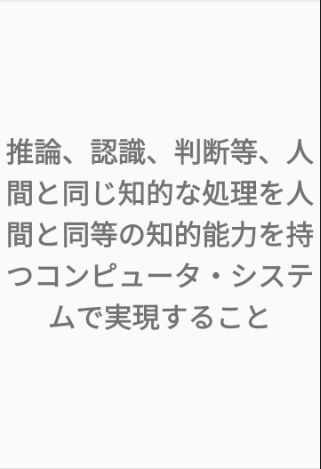 推論、認識、判断等、人
間と同じ知的な処理を人
間と同等の知的能力を持
つコンピュータ・システ
ムで実現すること